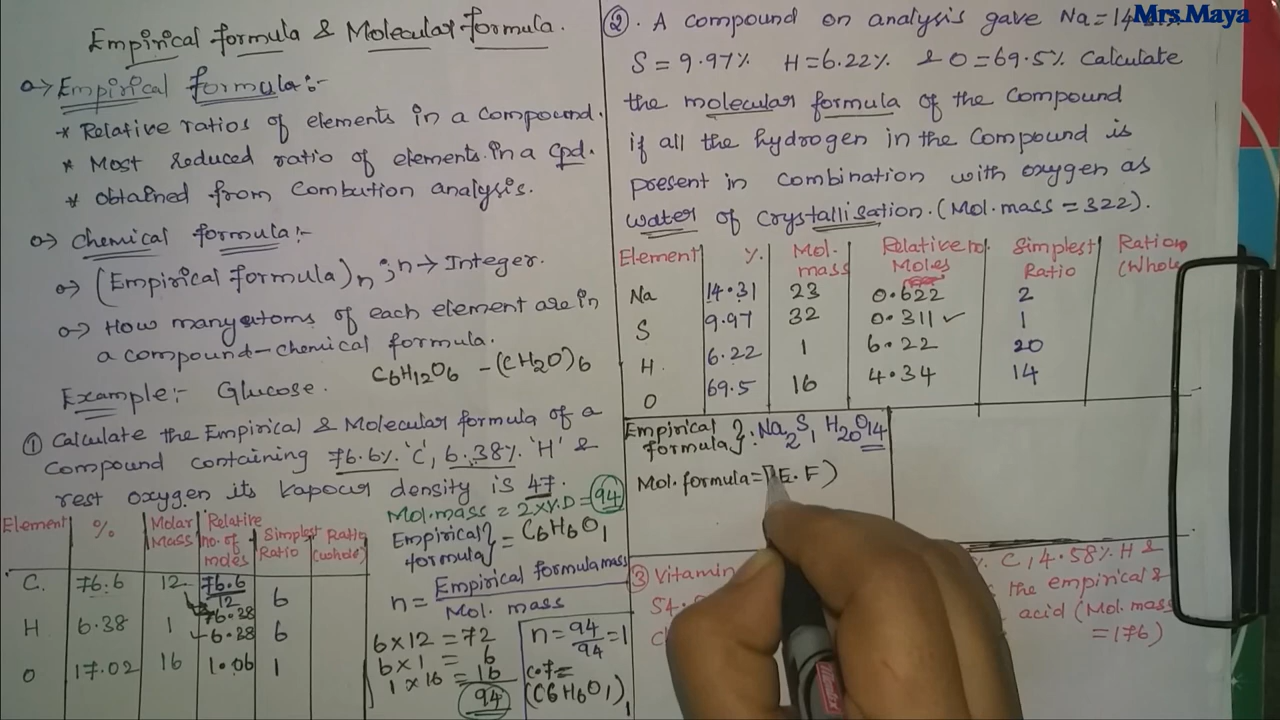 Empirical formula & Molecular formula.
Empirical formula:-
* Relative ratios of elements in a compound.
* Most reduced ratio of elements in a cpd.
* obtained from Combution analysis.
Chemical formula:-
(Empirical formula)n ; n → Integer.
How many atoms of each element are in
a compound - chemical formula.
Example:- Glucose. C6H12O6 - (CH2O)6
① Calculate the Empirical & Molecular formula of a
compound containing 76.6% 'C', 6.38% 'H' &
rest oxygen its vapour density is 47.
Mol.mass = 2xV.D = 94
Element % Molar Mass Relative no. of moles Simplest Ratio Ratio (whole)
C. 76.6 12 76.6/12 6
H 6.38 1 6.38 6
O 17.02 16 1.06 1
Empirical formula} = C6H6O1
n = Empirical formula mass / Mol. mass
6 x 12 = 72
6 x 1 = 6
1 x 16 = 16
94
n = 94/94 = 1
(C6H6O1)1
Mrs.Maya
② A compound on analysis gave Na = 14
S = 9.97% H = 6.22% & O = 69.5% Calculate
the molecular formula of the compound
if all the hydrogen in the compound is
present in combination with oxygen as
water of crystallisation. (Mol.mass = 322).
Element %. Mol. mass Relative no. Moles Simplest Ratio Ratio (Whole
Na 14.31 23 0.622 2
S 9.97 32 0.311 ✓ 1
H. 6.22 1 6.22 20
O 69.5 16 4.34 14
Empirical formula}: Na2S1 H20O14
Mol. formula = E.F)
③ Vitamin %. C, 4.58% H &
54. the empirical &
acid (Mol. mass
=176)